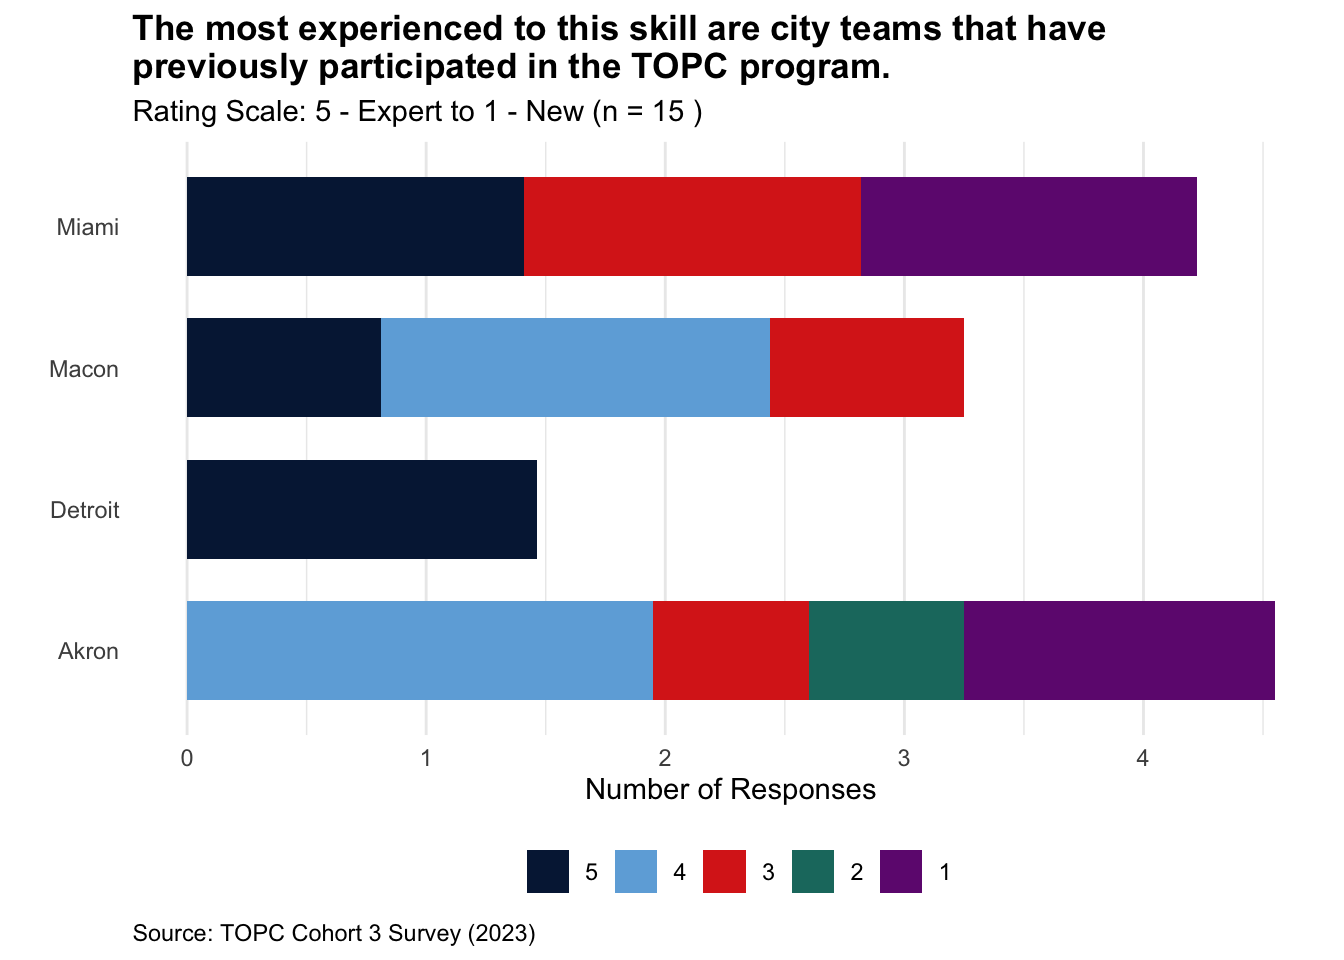 The most experienced to this skill are city teams that have
previously participated in the TOPC program.
Rating Scale: 5 - Expert to 1 - New (n = 15 )
Miami
Macon
Detroit
Akron
0 1 2 3 4
Number of Responses
5 4 3 2 1
Source: TOPC Cohort 3 Survey (2023)